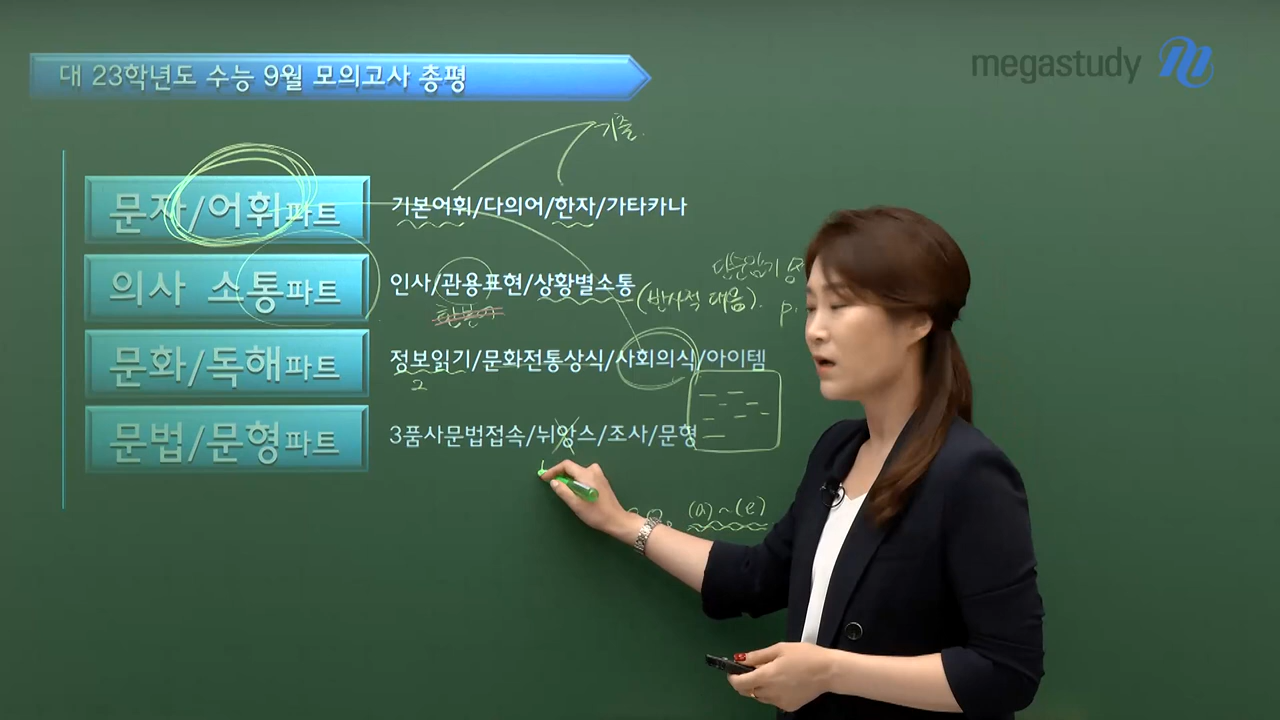 megastudy
대 23학년도 수능 9월 모의고사 총평
기출.
문자/어휘파트
기본어휘/다의어/한자/가타카나
단문암기
의사 소통파트
인사/관용표현/상황별소통
(반사적 대응).
p.
문화/독해파트
정보읽기/문화전통상식/사회의식/아이템
2
문법/문형파트
3품사문법접속/뉘앙스/조사/문형
(a)~(e)